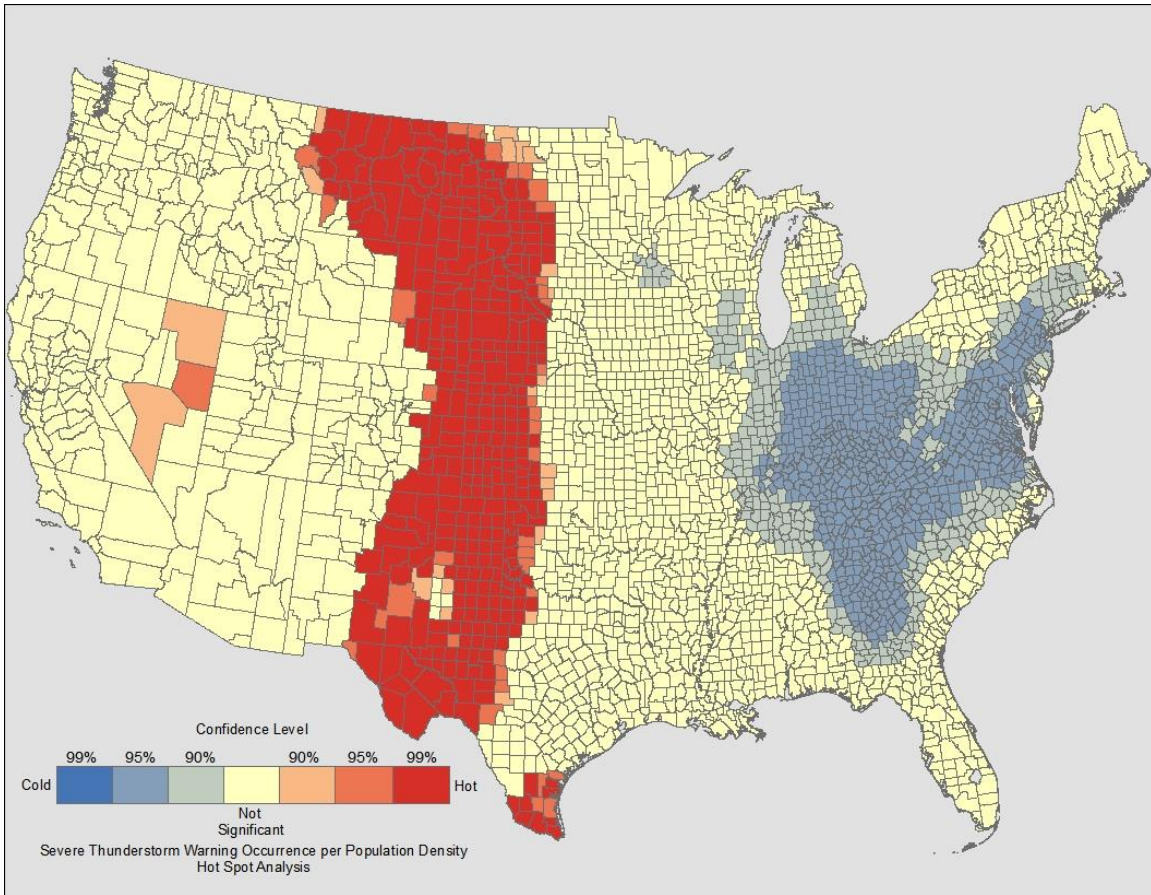 Confidence Level
99% 95% 90% 90% 95% 99%
Cold Hot
Not
Significant
Severe Thunderstorm Warning Occurrence per Population Density
Hot Spot Analysis